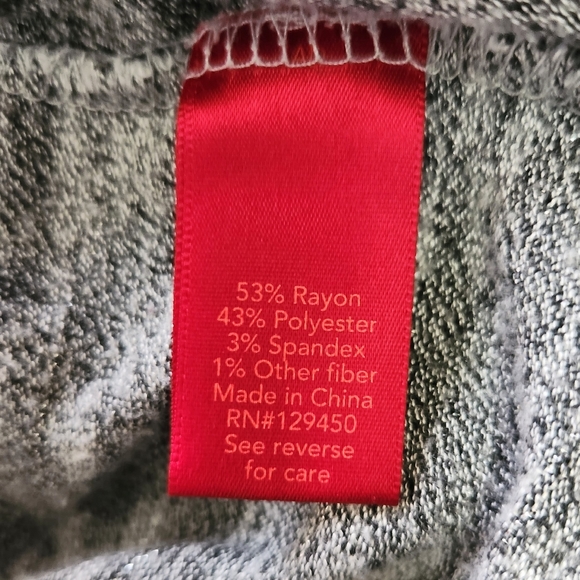 53% Rayon
43% Polyester
3% Spandex
1% Other fiber
Made in China
RN#129450
See reverse
for care